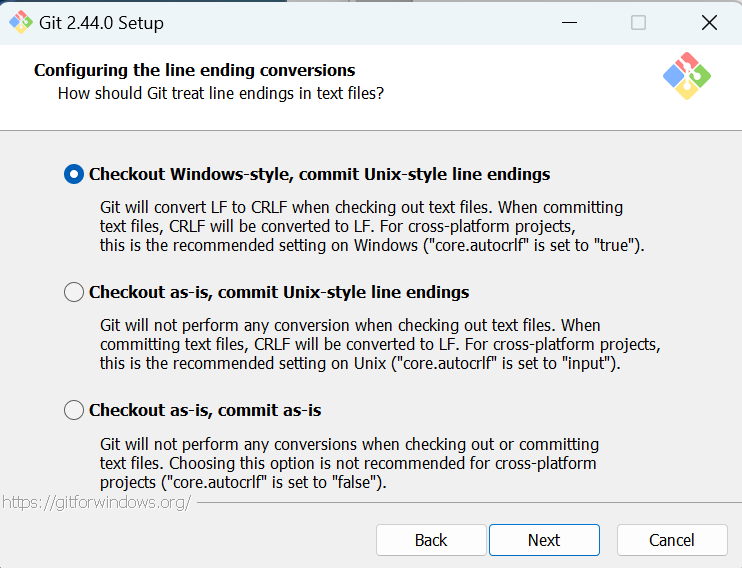 Git 2.44.0 Setup
Configuring the line ending conversions
How should Git treat line endings in text files?
Checkout Windows-style, commit Unix-style line endings
Git will convert LF to CRLF when checking out text files. When committing
text files, CRLF will be converted to LF. For cross-platform projects,
this is the recommended setting on Windows ("core.autocrlf" is set to "true").
Checkout as-is, commit Unix-style line endings
Git will not perform any conversion when checking out text files. When
committing text files, CRLF will be converted to LF. For cross-platform projects,
this is the recommended setting on Unix ("core.autocrlf" is set to "input").
Checkout as-is, commit as-is
Git will not perform any conversions when checking out or committing
text files. Choosing this option is not recommended for cross-platform
projects ("core.autocrlf" is set to "false").
https://gitforwindows.org/
Back Next Cancel